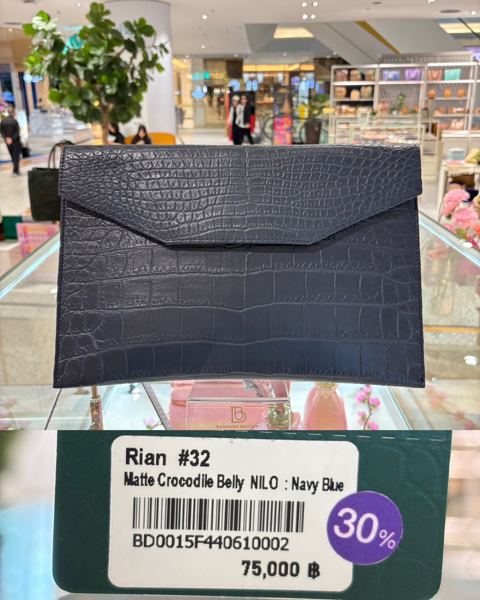 B
Rian #32
Matte Crocodile Belly NILO : Navy Blue
BD0015F440610002
75,000 ฿
30%